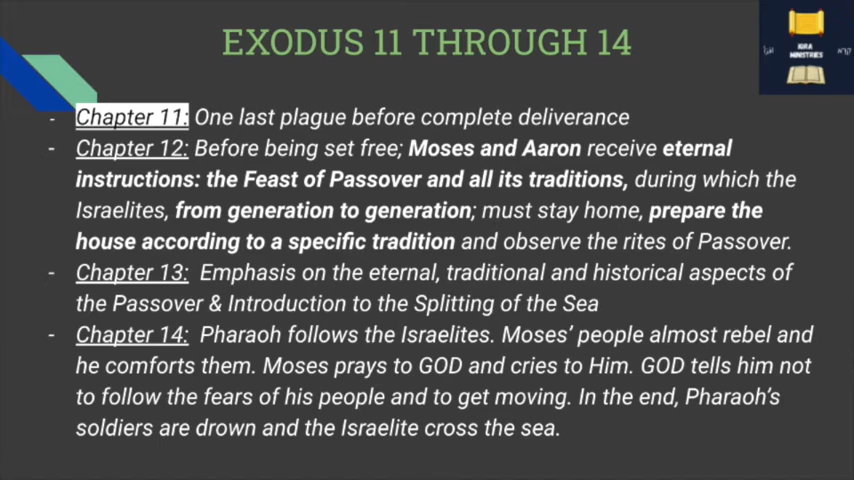 EXODUS 11 THROUGH 14
IQRA
MINISTRIES
اقرأ
קרא
- Chapter 11: One last plague before complete deliverance
- Chapter 12: Before being set free; Moses and Aaron receive eternal
instructions: the Feast of Passover and all its traditions, during which the
Israelites, from generation to generation; must stay home, prepare the
house according to a specific tradition and observe the rites of Passover.
- Chapter 13: Emphasis on the eternal, traditional and historical aspects of
the Passover & Introduction to the Splitting of the Sea
- Chapter 14: Pharaoh follows the Israelites. Moses’ people almost rebel and
he comforts them. Moses prays to GOD and cries to Him. GOD tells him not
to follow the fears of his people and to get moving. In the end, Pharaoh’s
soldiers are drown and the Israelite cross the sea.